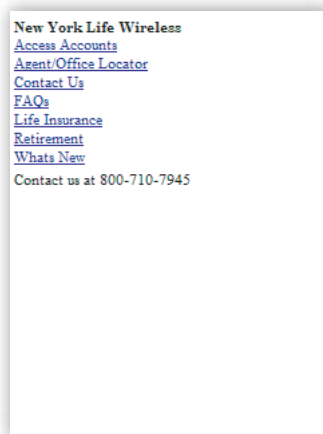 New York Life Wireless
Access Accounts
Agent/Office Locator
Contact Us
FAQs
Life Insurance
Retirement
Whats New
Contact us at 800-710-7945